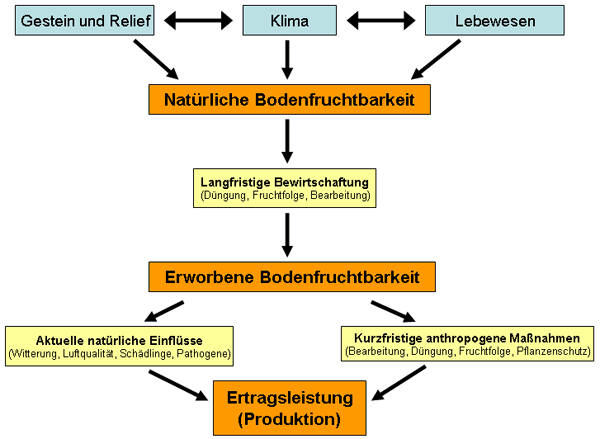 Gestein und Relief
Klima
Lebewesen
Natürliche Bodenfruchtbarkeit
Langfristige Bewirtschaftung
(Düngung, Fruchtfolge, Bearbeitung)
Erworbene Bodenfruchtbarkeit
Aktuelle natürliche Einflüsse
(Witterung, Luftqualität, Schädlinge, Pathogene)
Kurzfristige anthropogene Maßnahmen
(Bearbeitung, Düngung, Fruchtfolge, Pflanzenschutz)
Ertragsleistung
(Produktion)